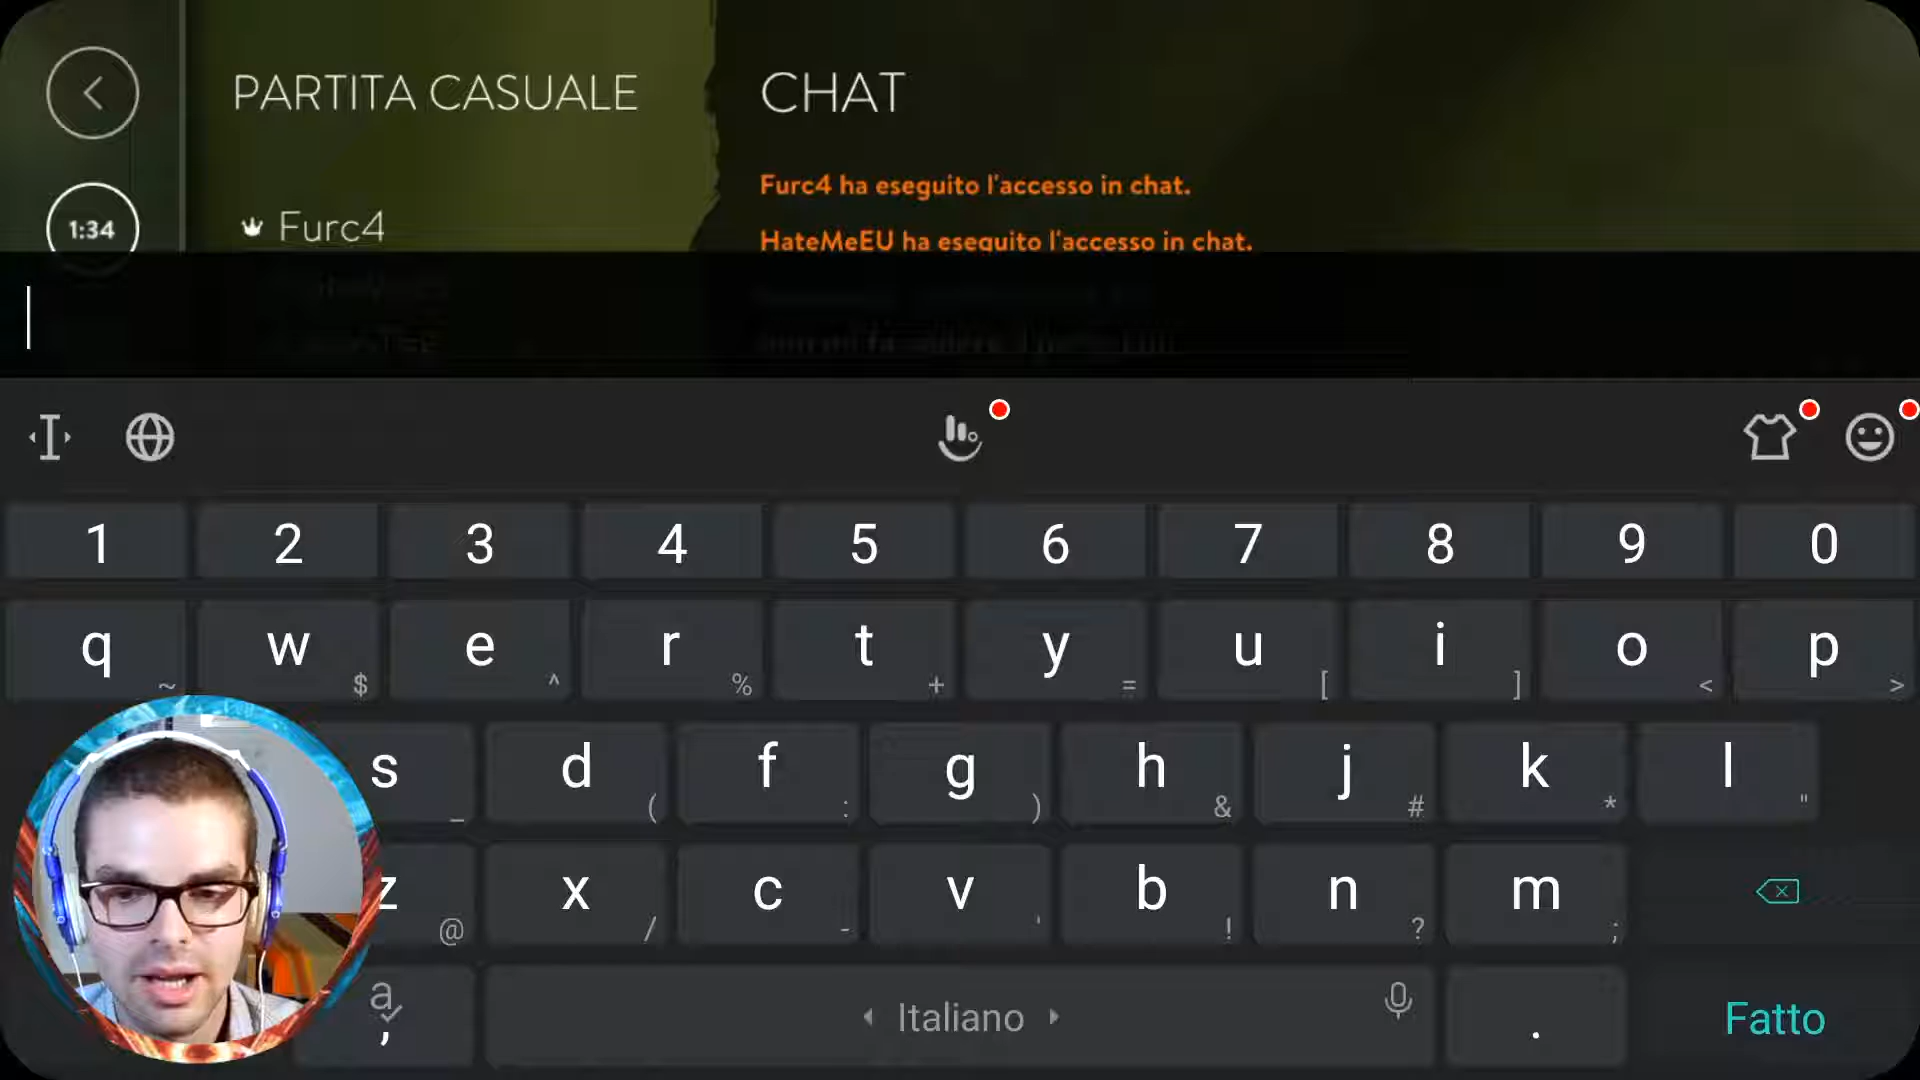 PARTITA CASUALE
CHAT
Furc4 ha eseguito l'accesso in chat.
1:34
Furc4
HateMeEU ha eseguito l'accesso in chat.
1 2 3 4 5 6 7 8 9 0
q w e r t y u i o p
~ $ ^ % + = [ ] < >
s d f g h j k l
_ ( : ) & # * "
z x c v b n m
@ / - ' ! ? ;
a , Italiano . Fatto